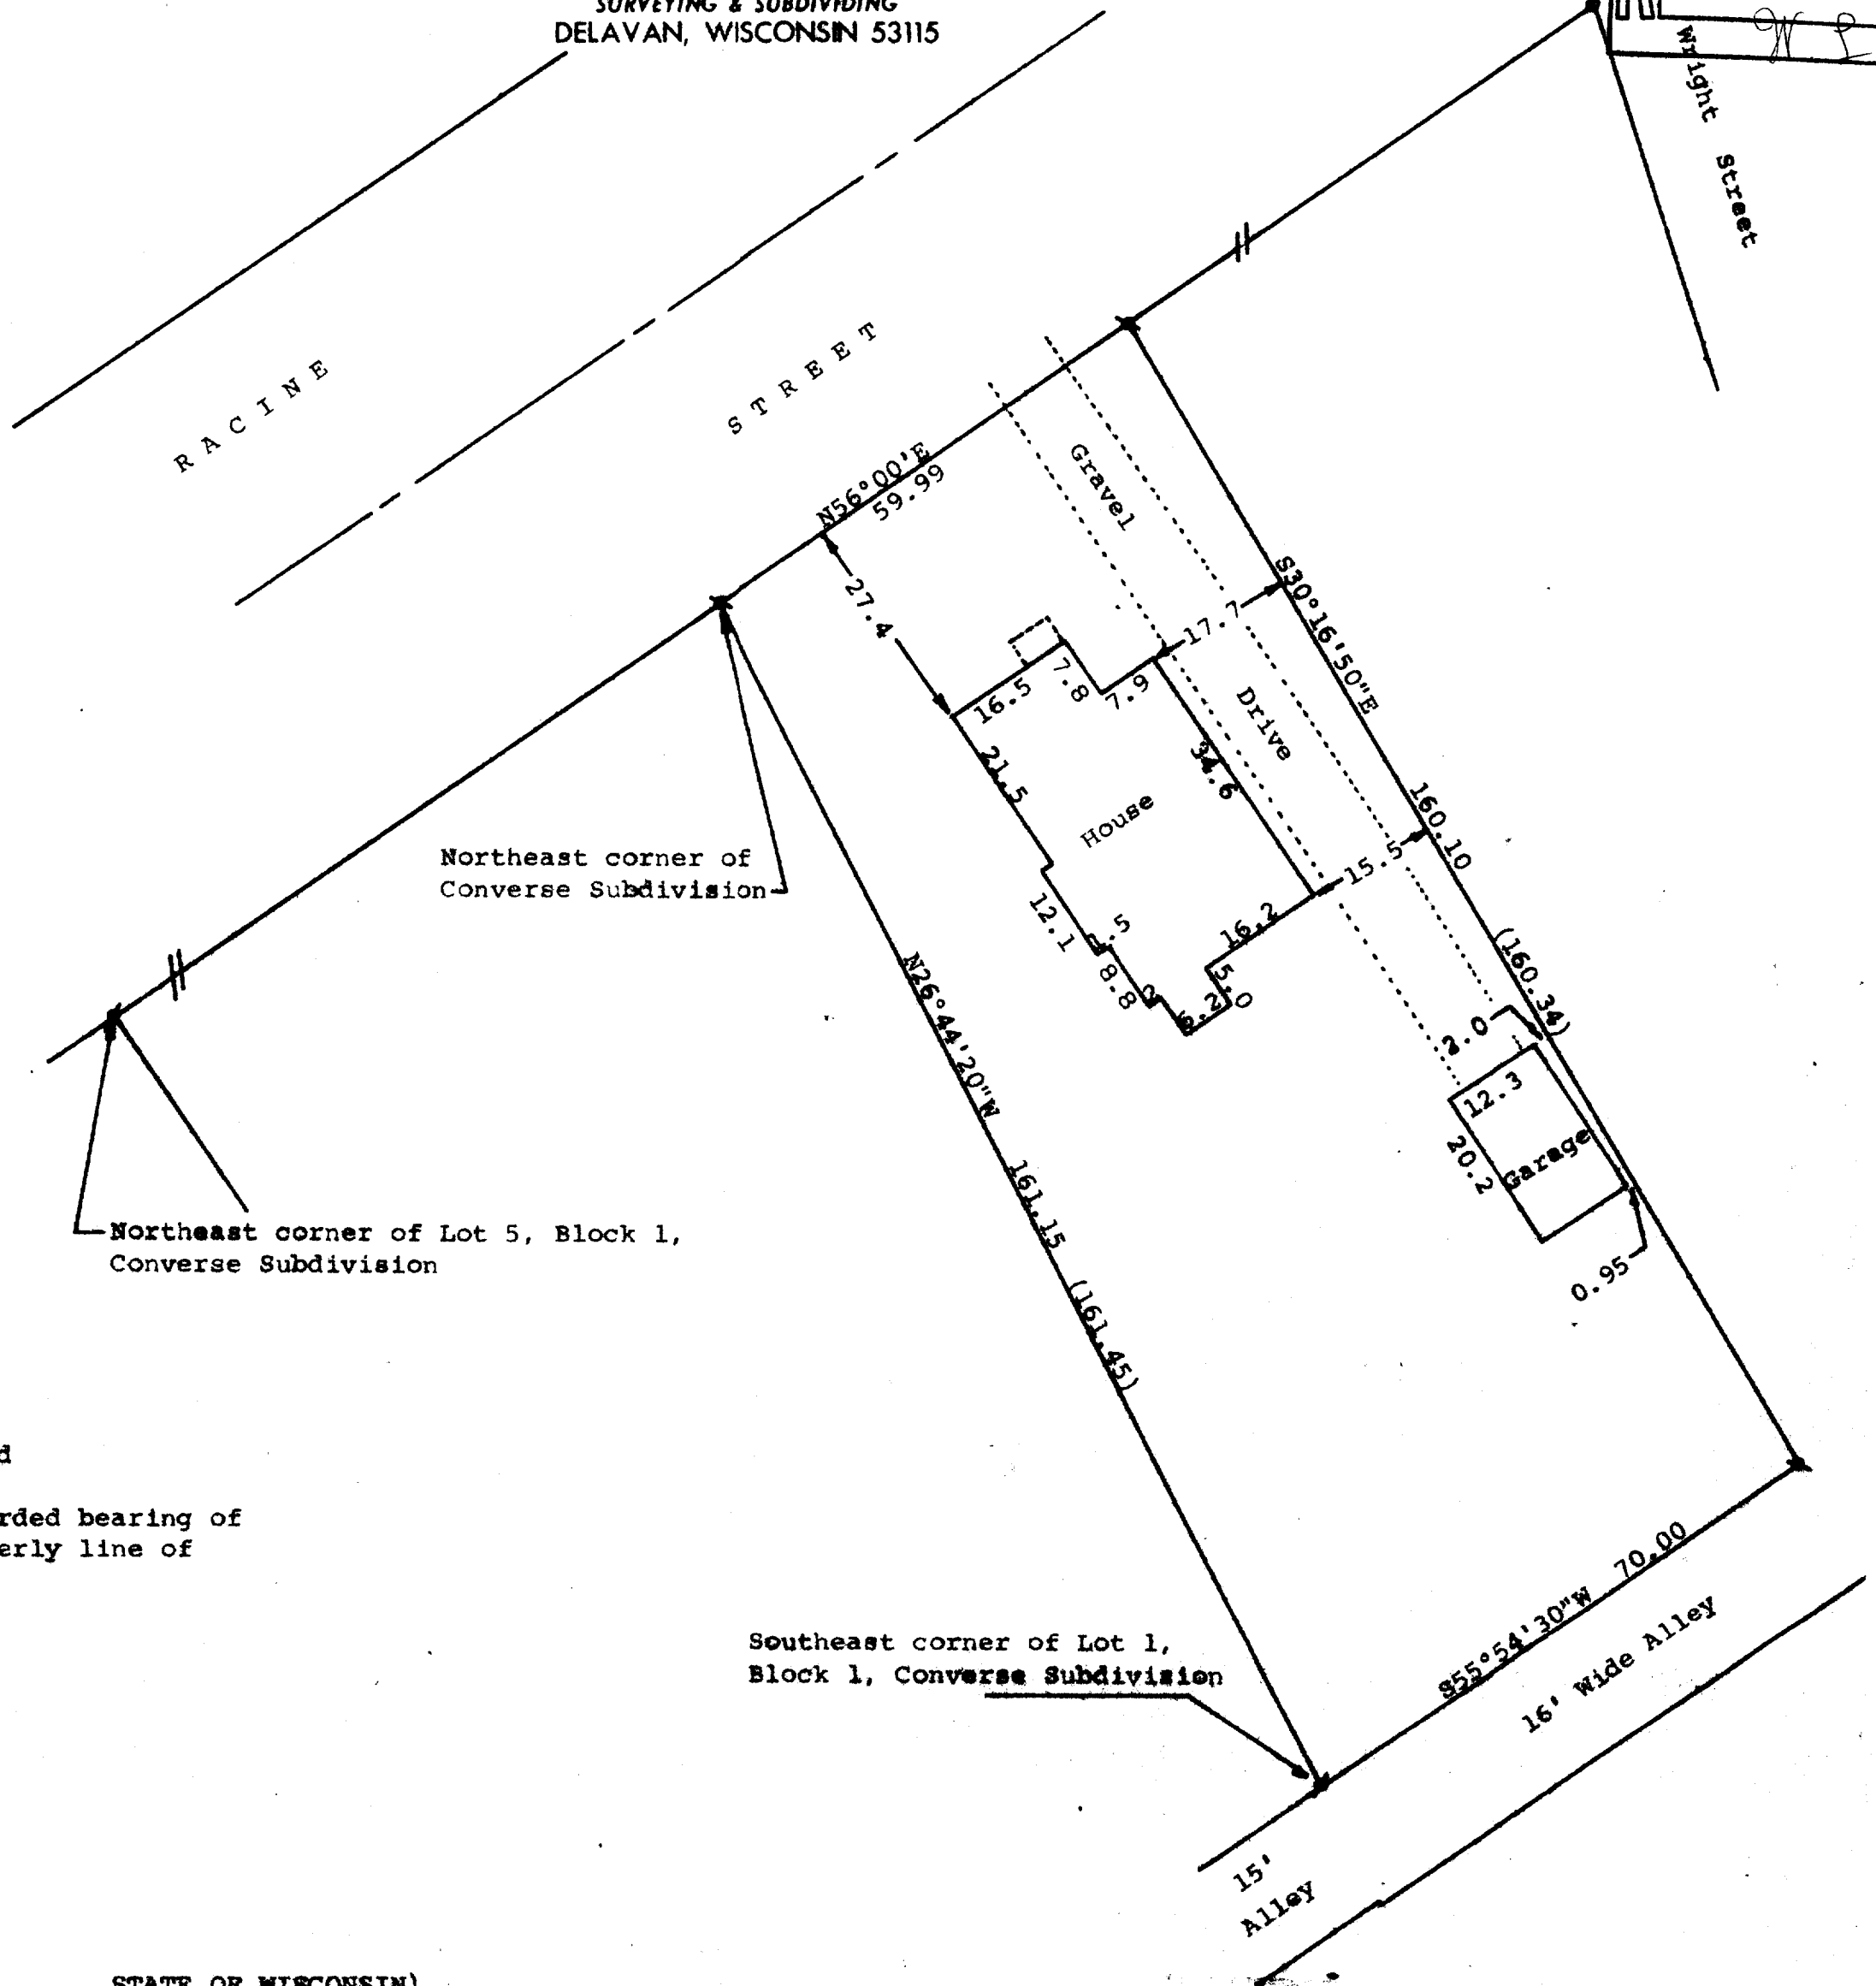 SURVEYING & SUBDIVIDING
DELAVAN, WISCONSIN 53115
Wright Street
RACINE STREET
N56°00'E
59.99
Gravel
Drive
27.4
17.7
S30°16'50"E
160.10
(160.34)
16.5
7.8
7.9
21.5
34.6
House
15.5
12.1
.5
16.2
8.8
5.0
2.0
12.3
20.2
Garage
0.95
Northeast corner of
Converse Subdivision
N26°44'20"W
161.15
(161.45)
Northeast corner of Lot 5, Block 1,
Converse Subdivision
rded bearing of
erly line of
Southeast corner of Lot 1,
Block 1, Converse Subdivision
S55°54'30"W 70.00
16' Wide Alley
15'
Alley
STATE OF WISCONSIN)